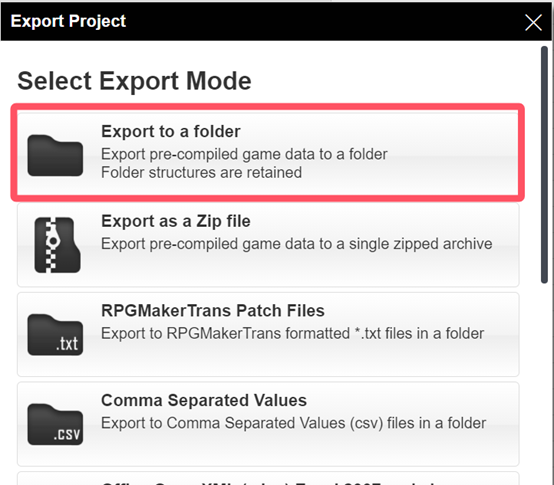 Export Project
Select Export Mode
Export to a folder
Export pre-compiled game data to a folder
Folder structures are retained
Export as a Zip file
Export pre-compiled game data to a single zipped archive
RPGMakerTrans Patch Files
Export to RPGMakerTrans formatted *.txt files in a folder
.txt
Comma Separated Values
Export to Comma Separated Values (csv) files in a folder
.csv